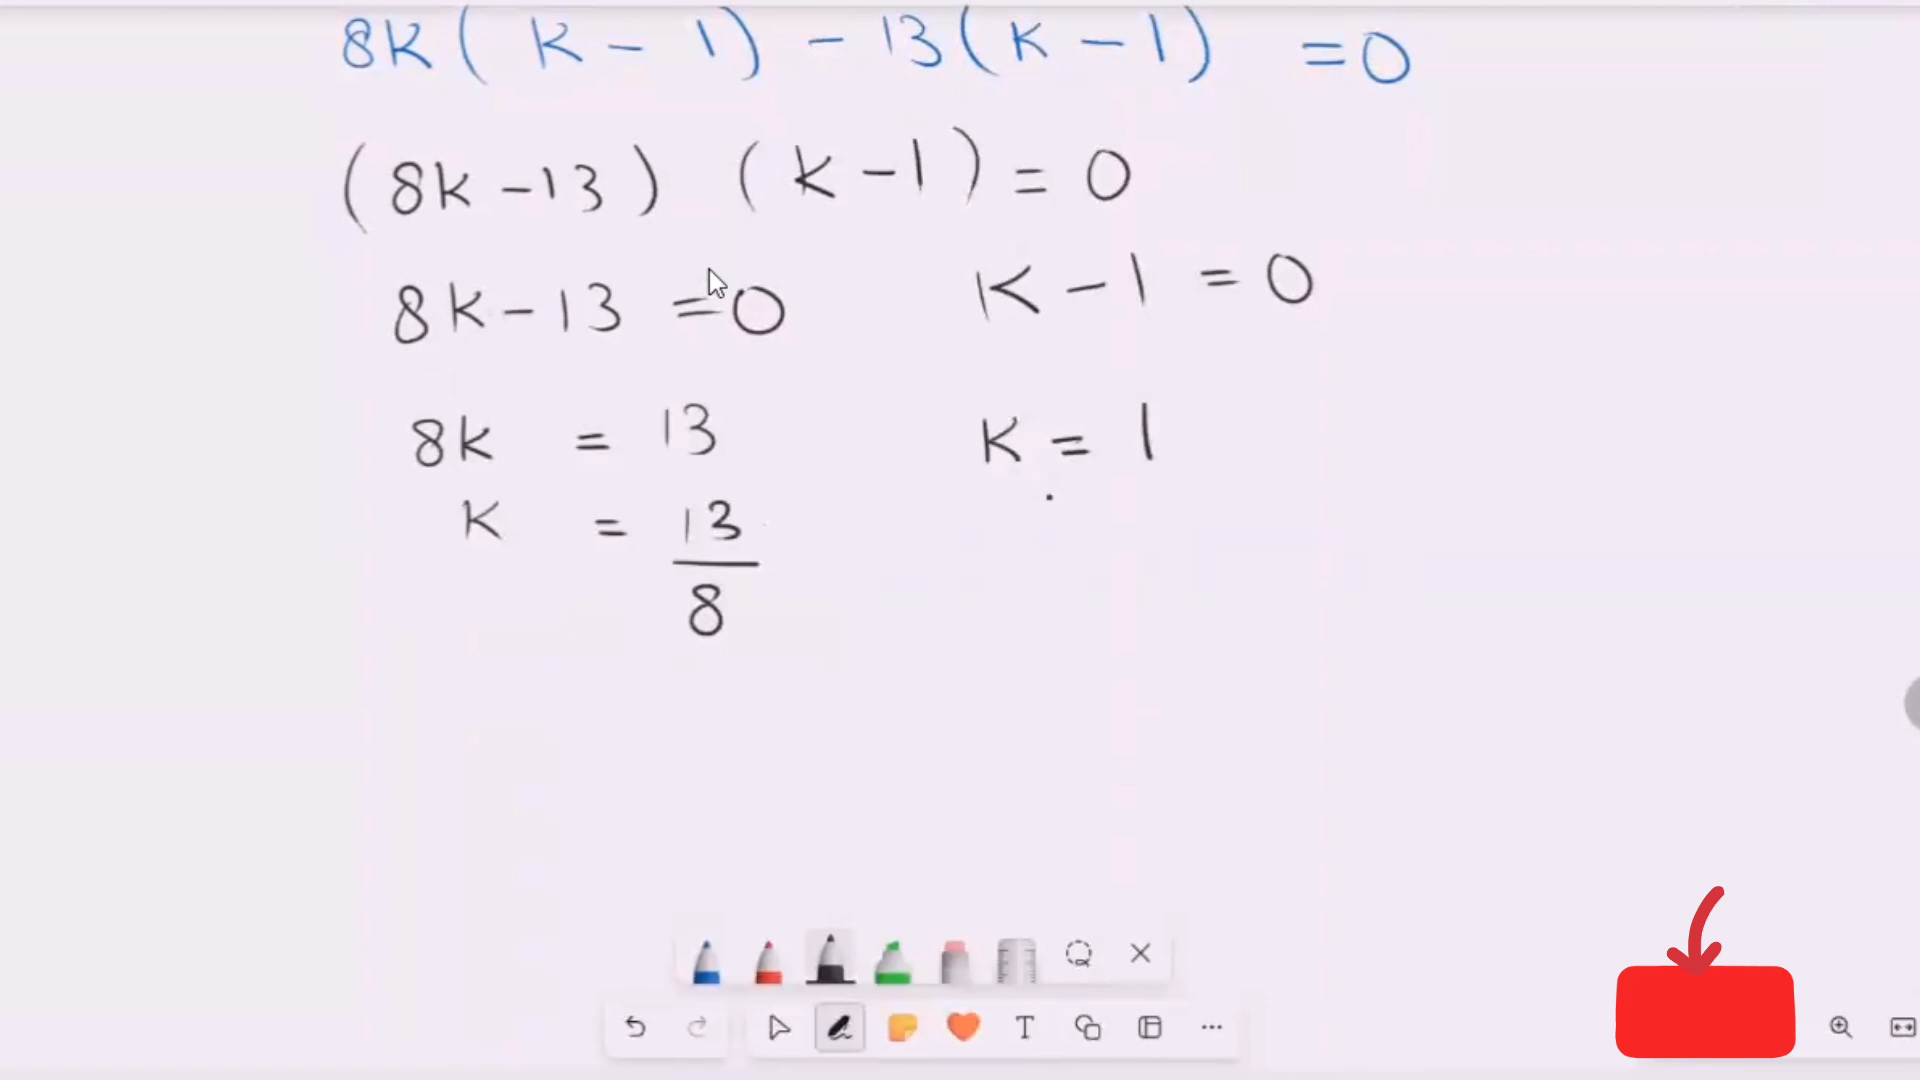 8k ( k - 1 ) - 13 ( k - 1 ) = 0
( 8k - 13 ) ( k - 1 ) = 0
8k - 13 = 0
k - 1 = 0
8k = 13
k = 1
k = 13/8
T